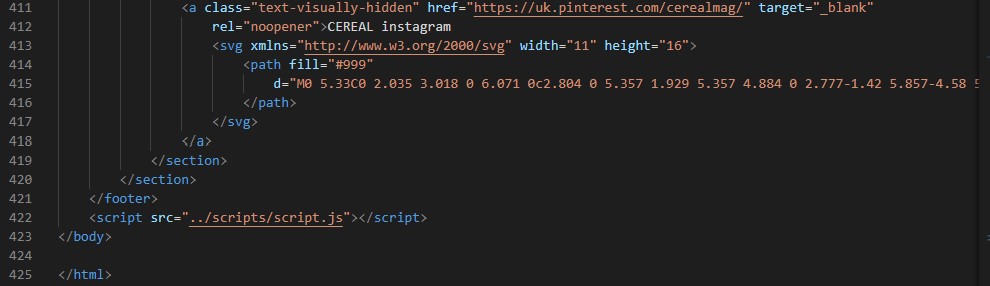 411 <a class="text-visually-hidden" href="https://uk.pinterest.com/cerealmag/" target="_blank"
412 rel="noopener">CEREAL instagram
413 <svg xmlns="http://www.w3.org/2000/svg" width="11" height="16">
414 <path fill="#999"
415 d="M0 5.33C0 2.035 3.018 0 6.071 0c2.804 0 5.357 1.929 5.357 4.884 0 2.777-1.42 5.857-4.58
416 </path>
417 </svg>
418 </a>
419 </section>
420 </section>
421 </footer>
422 <script src="../scripts/script.js"></script>
423 </body>
424
425 </html>